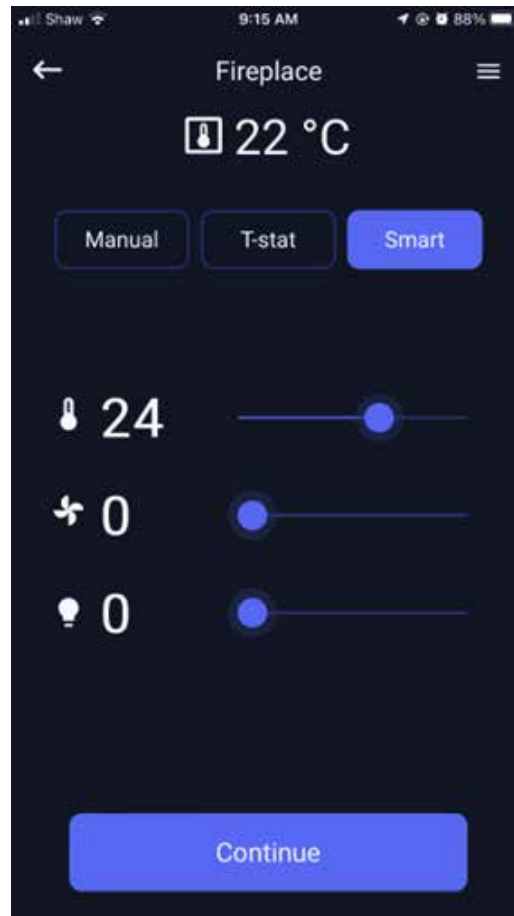 Shaw 9:15 AM 88%
Fireplace
22 °C
Manual T-stat Smart
24
0
0
Continue